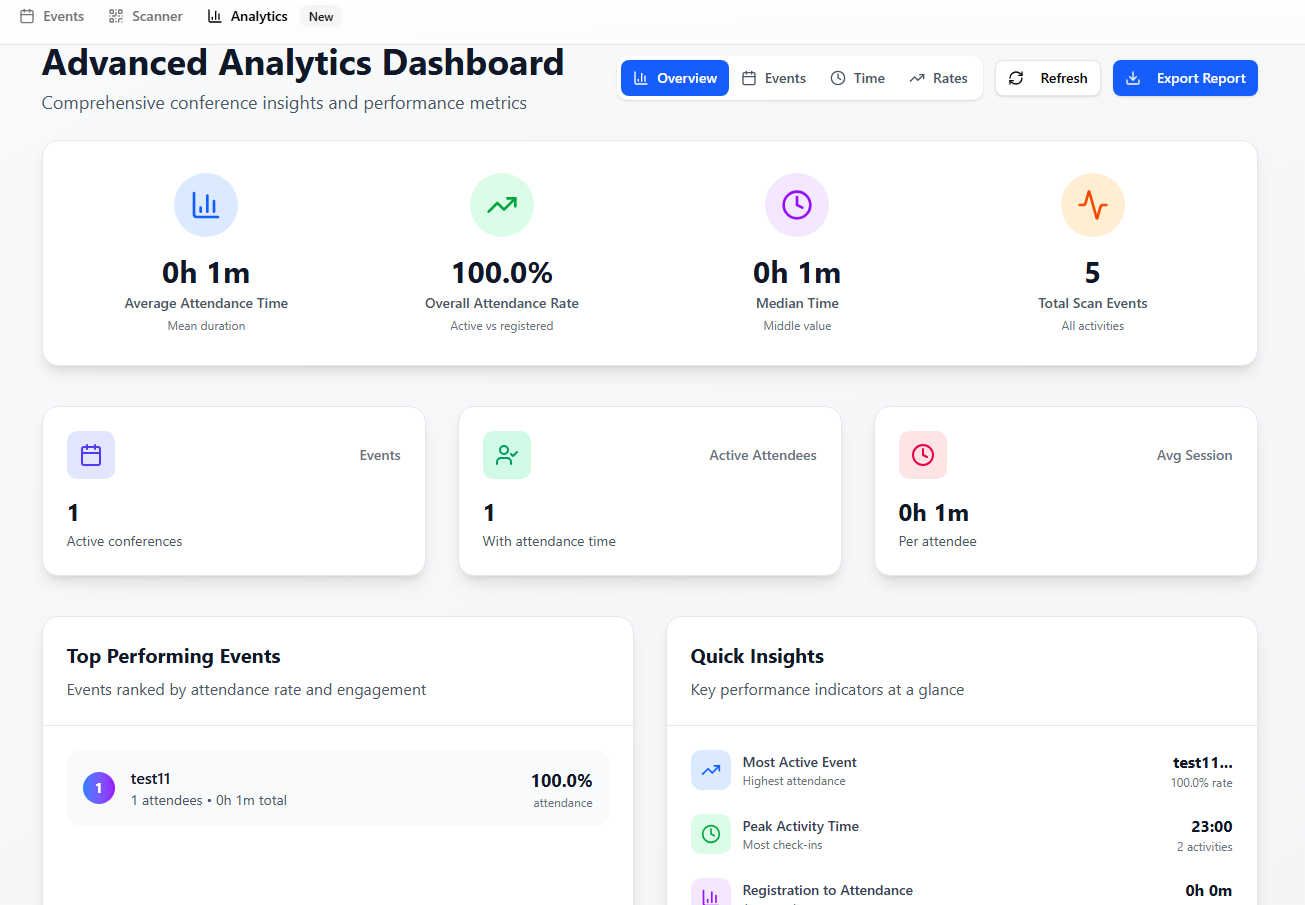 Events Scanner Analytics New
Advanced Analytics Dashboard
Comprehensive conference insights and performance metrics
Overview Events Time Rates Refresh Export Report
0h 1m
Average Attendance Time
Mean duration
100.0%
Overall Attendance Rate
Active vs registered
0h 1m
Median Time
Middle value
5
Total Scan Events
All activities
Events
1
Active conferences
Active Attendees
1
With attendance time
Avg Session
0h 1m
Per attendee
Top Performing Events
Events ranked by attendance rate and engagement
1
test11
1 attendees • 0h 1m total
100.0%
attendance
Quick Insights
Key performance indicators at a glance
Most Active Event
Highest attendance
test11...
100.0% rate
Peak Activity Time
Most check-ins
23:00
2 activities
Registration to Attendance
0h 0m